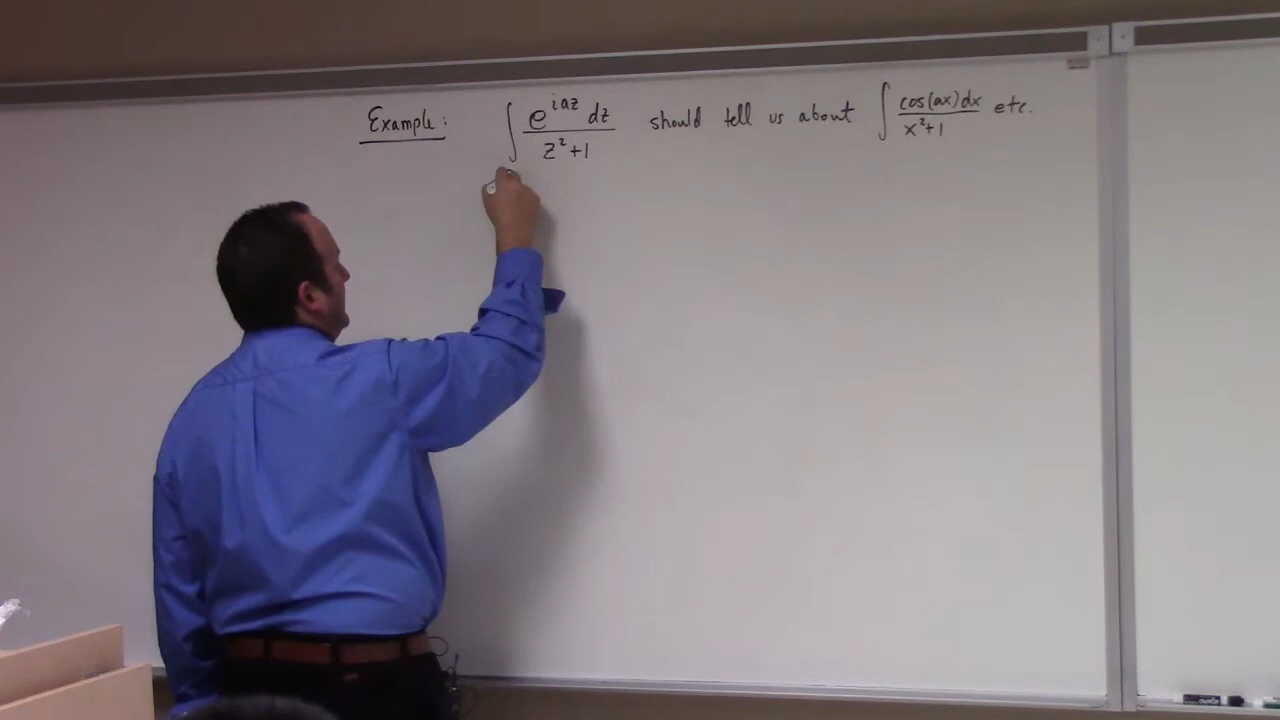 Example: ∫ e^{iaz} dz / z²+1 should tell us about ∫ cos(ax)dx / x²+1 etc.